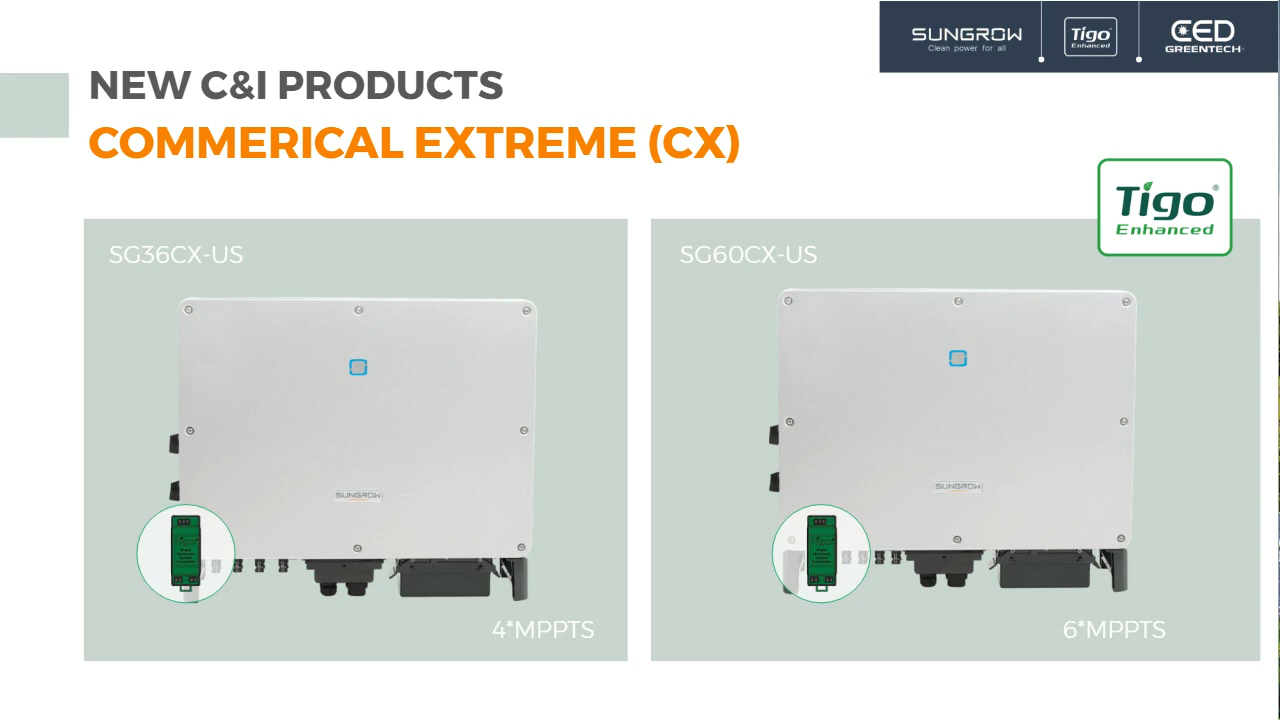 SUNGROW
Clean power for all
Tigo
Enhanced
CED
GREENTECH
NEW C&I PRODUCTS
COMMERICAL EXTREME (CX)
Tigo®
Enhanced
SG36CX-US
SG60CX-US
SUNGROW
SUNGROW
4*MPPTS
6*MPPTS